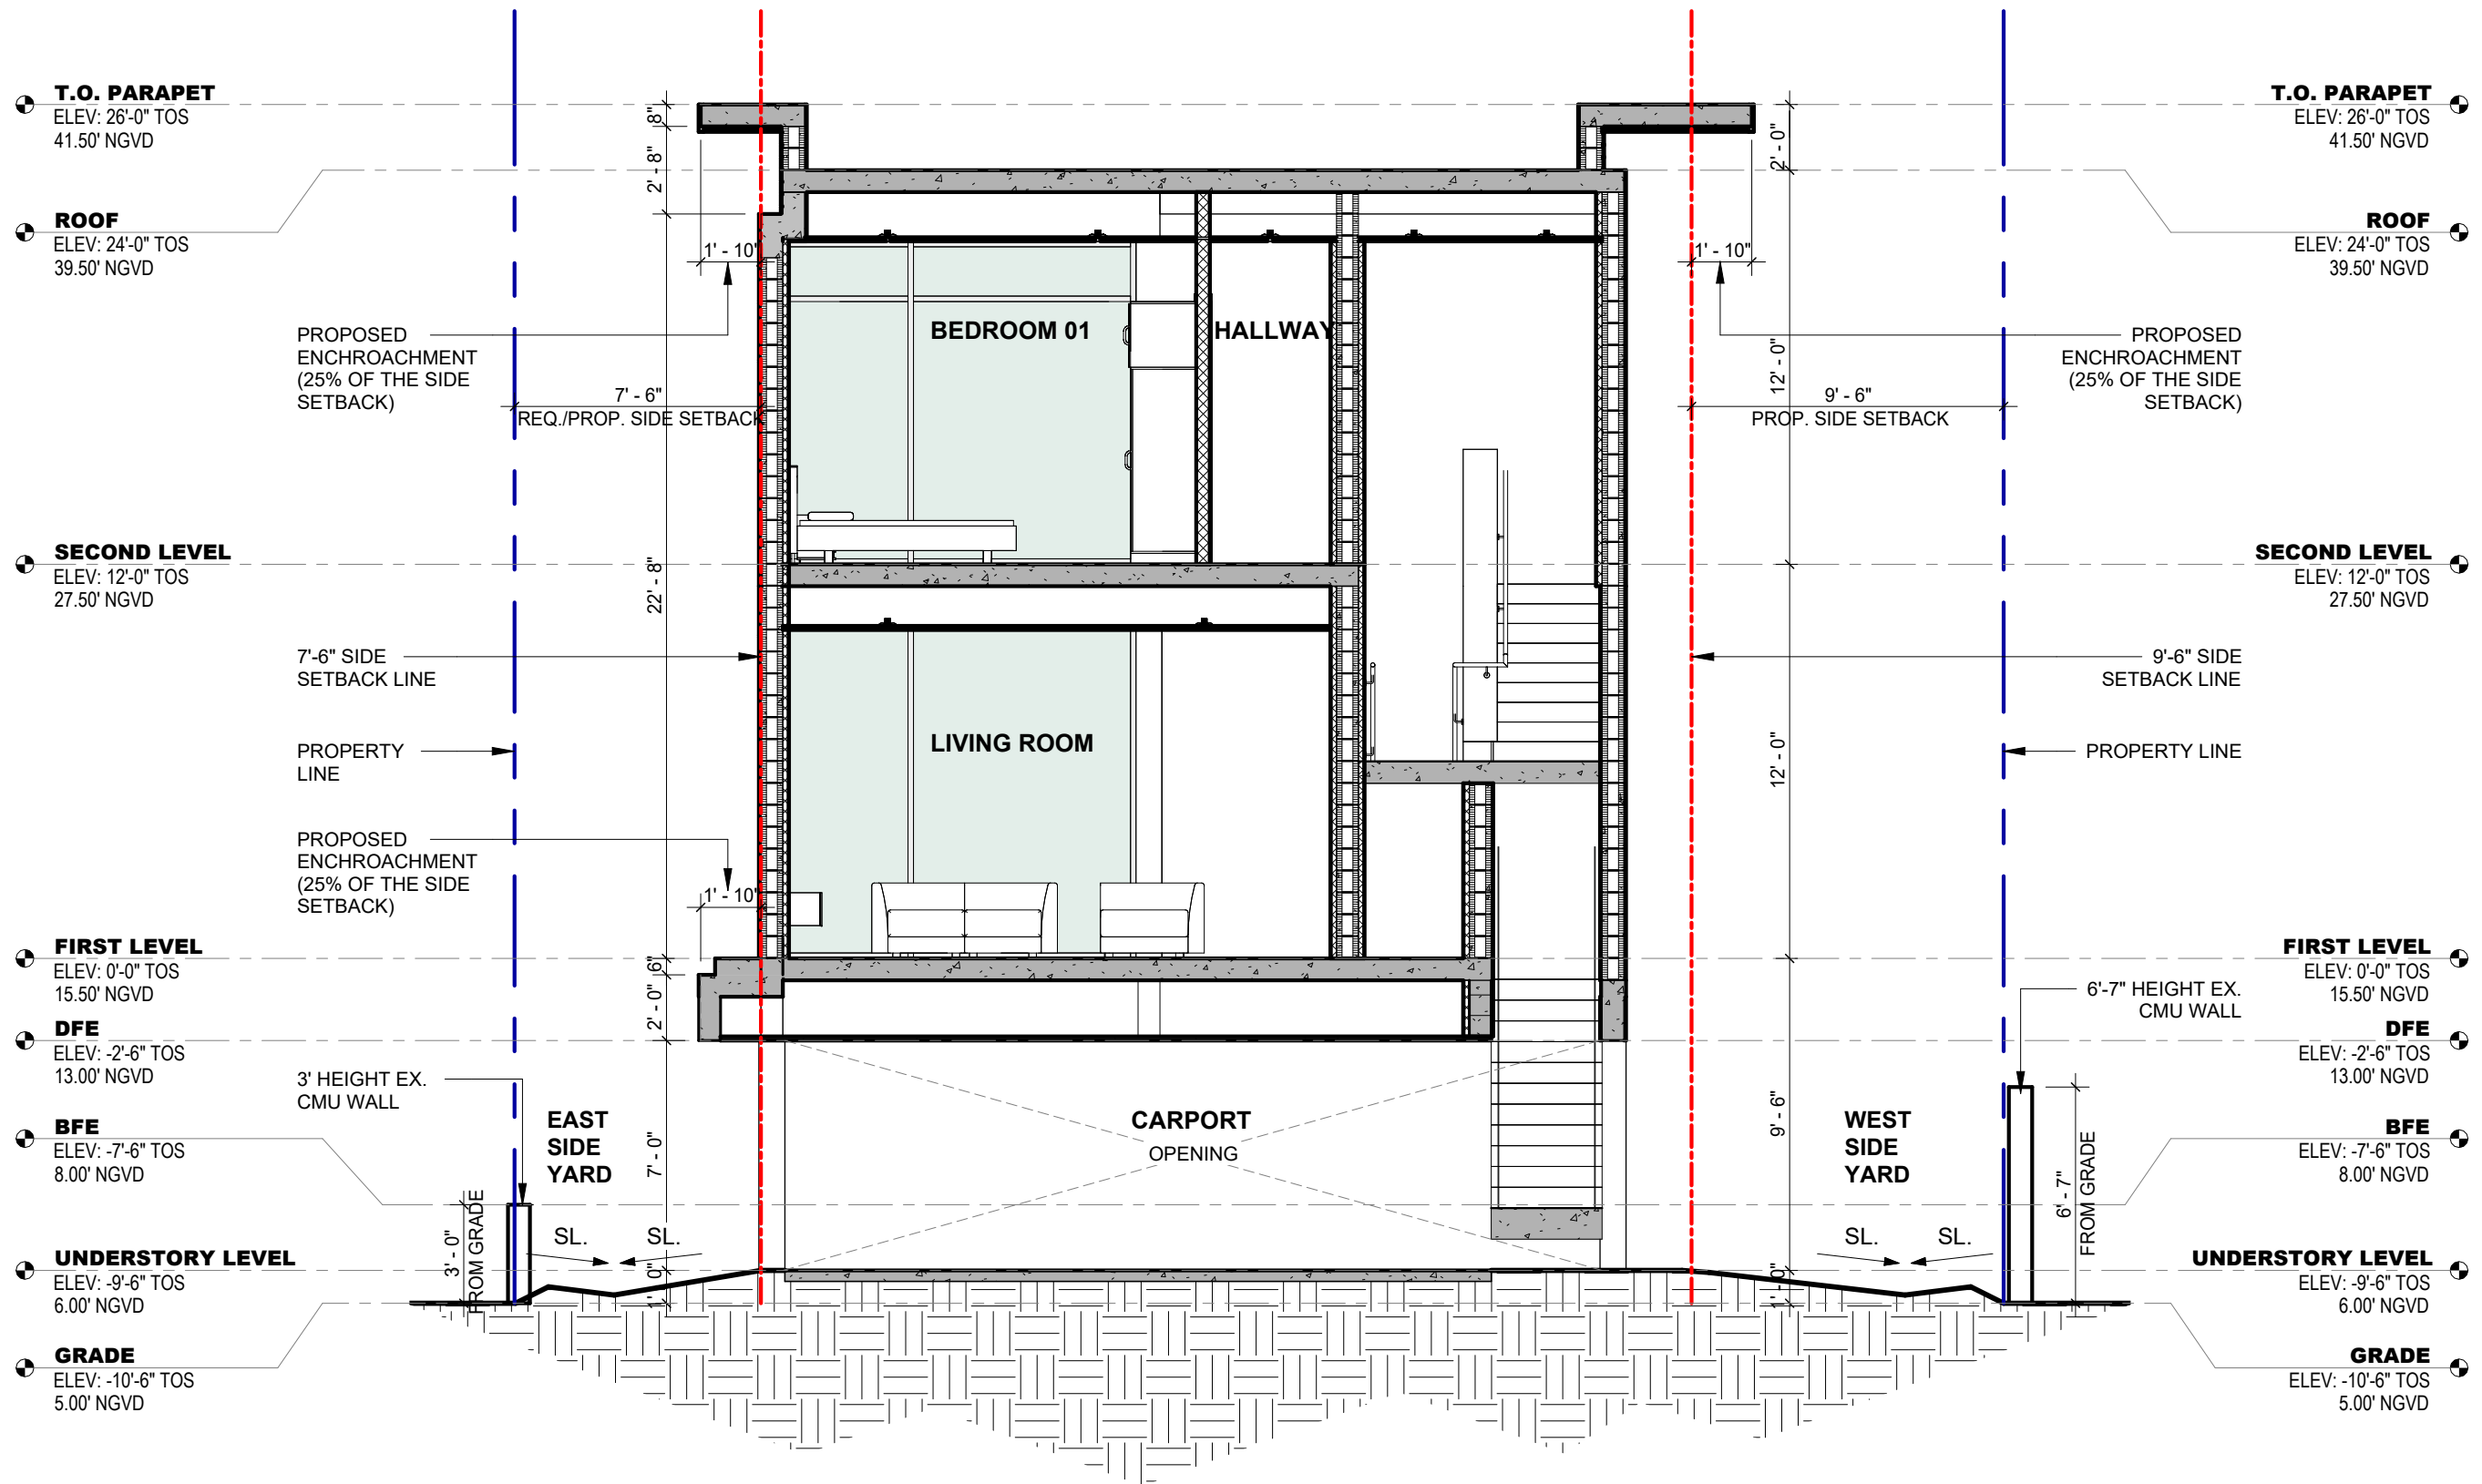 T.O. PARAPET
ELEV: 26'-0" TOS
41.50' NGVD
ROOF
ELEV: 24'-0" TOS
39.50' NGVD
PROPOSED
ENCHROACHMENT
(25% OF THE SIDE
SETBACK)
SECOND LEVEL
ELEV: 12'-0" TOS
27.50' NGVD
7'-6" SIDE
SETBACK LINE
PROPERTY
LINE
PROPOSED
ENCHROACHMENT
(25% OF THE SIDE
SETBACK)
FIRST LEVEL
ELEV: 0'-0" TOS
15.50' NGVD
DFE
ELEV: -2'-6" TOS
13.00' NGVD
3' HEIGHT EX.
CMU WALL
BFE
ELEV: -7'-6" TOS
8.00' NGVD
UNDERSTORY LEVEL
ELEV: -9'-6" TOS
6.00' NGVD
GRADE
ELEV: -10'-6" TOS
5.00' NGVD
8"
2' - 8"
1' - 10"
7' - 6"
REQ./PROP. SIDE SETBACK
22' - 8"
1' - 10"
6"
2' - 0"
7' - 0"
1' - 0"
3' - 0"
FROM GRADE
EAST
SIDE
YARD
SL.
SL.
BEDROOM 01
HALLWAY
LIVING ROOM
CARPORT
OPENING
2' - 0"
1' - 10"
12' - 0"
9' - 6"
PROP. SIDE SETBACK
12' - 0"
9' - 6"
1' - 0"
WEST
SIDE
YARD
SL.
SL.
6' - 7"
FROM GRADE
T.O. PARAPET
ELEV: 26'-0" TOS
41.50' NGVD
ROOF
ELEV: 24'-0" TOS
39.50' NGVD
PROPOSED
ENCHROACHMENT
(25% OF THE SIDE
SETBACK)
SECOND LEVEL
ELEV: 12'-0" TOS
27.50' NGVD
9'-6" SIDE
SETBACK LINE
PROPERTY LINE
FIRST LEVEL
ELEV: 0'-0" TOS
15.50' NGVD
6'-7" HEIGHT EX.
CMU WALL
DFE
ELEV: -2'-6" TOS
13.00' NGVD
BFE
ELEV: -7'-6" TOS
8.00' NGVD
UNDERSTORY LEVEL
ELEV: -9'-6" TOS
6.00' NGVD
GRADE
ELEV: -10'-6" TOS
5.00' NGVD